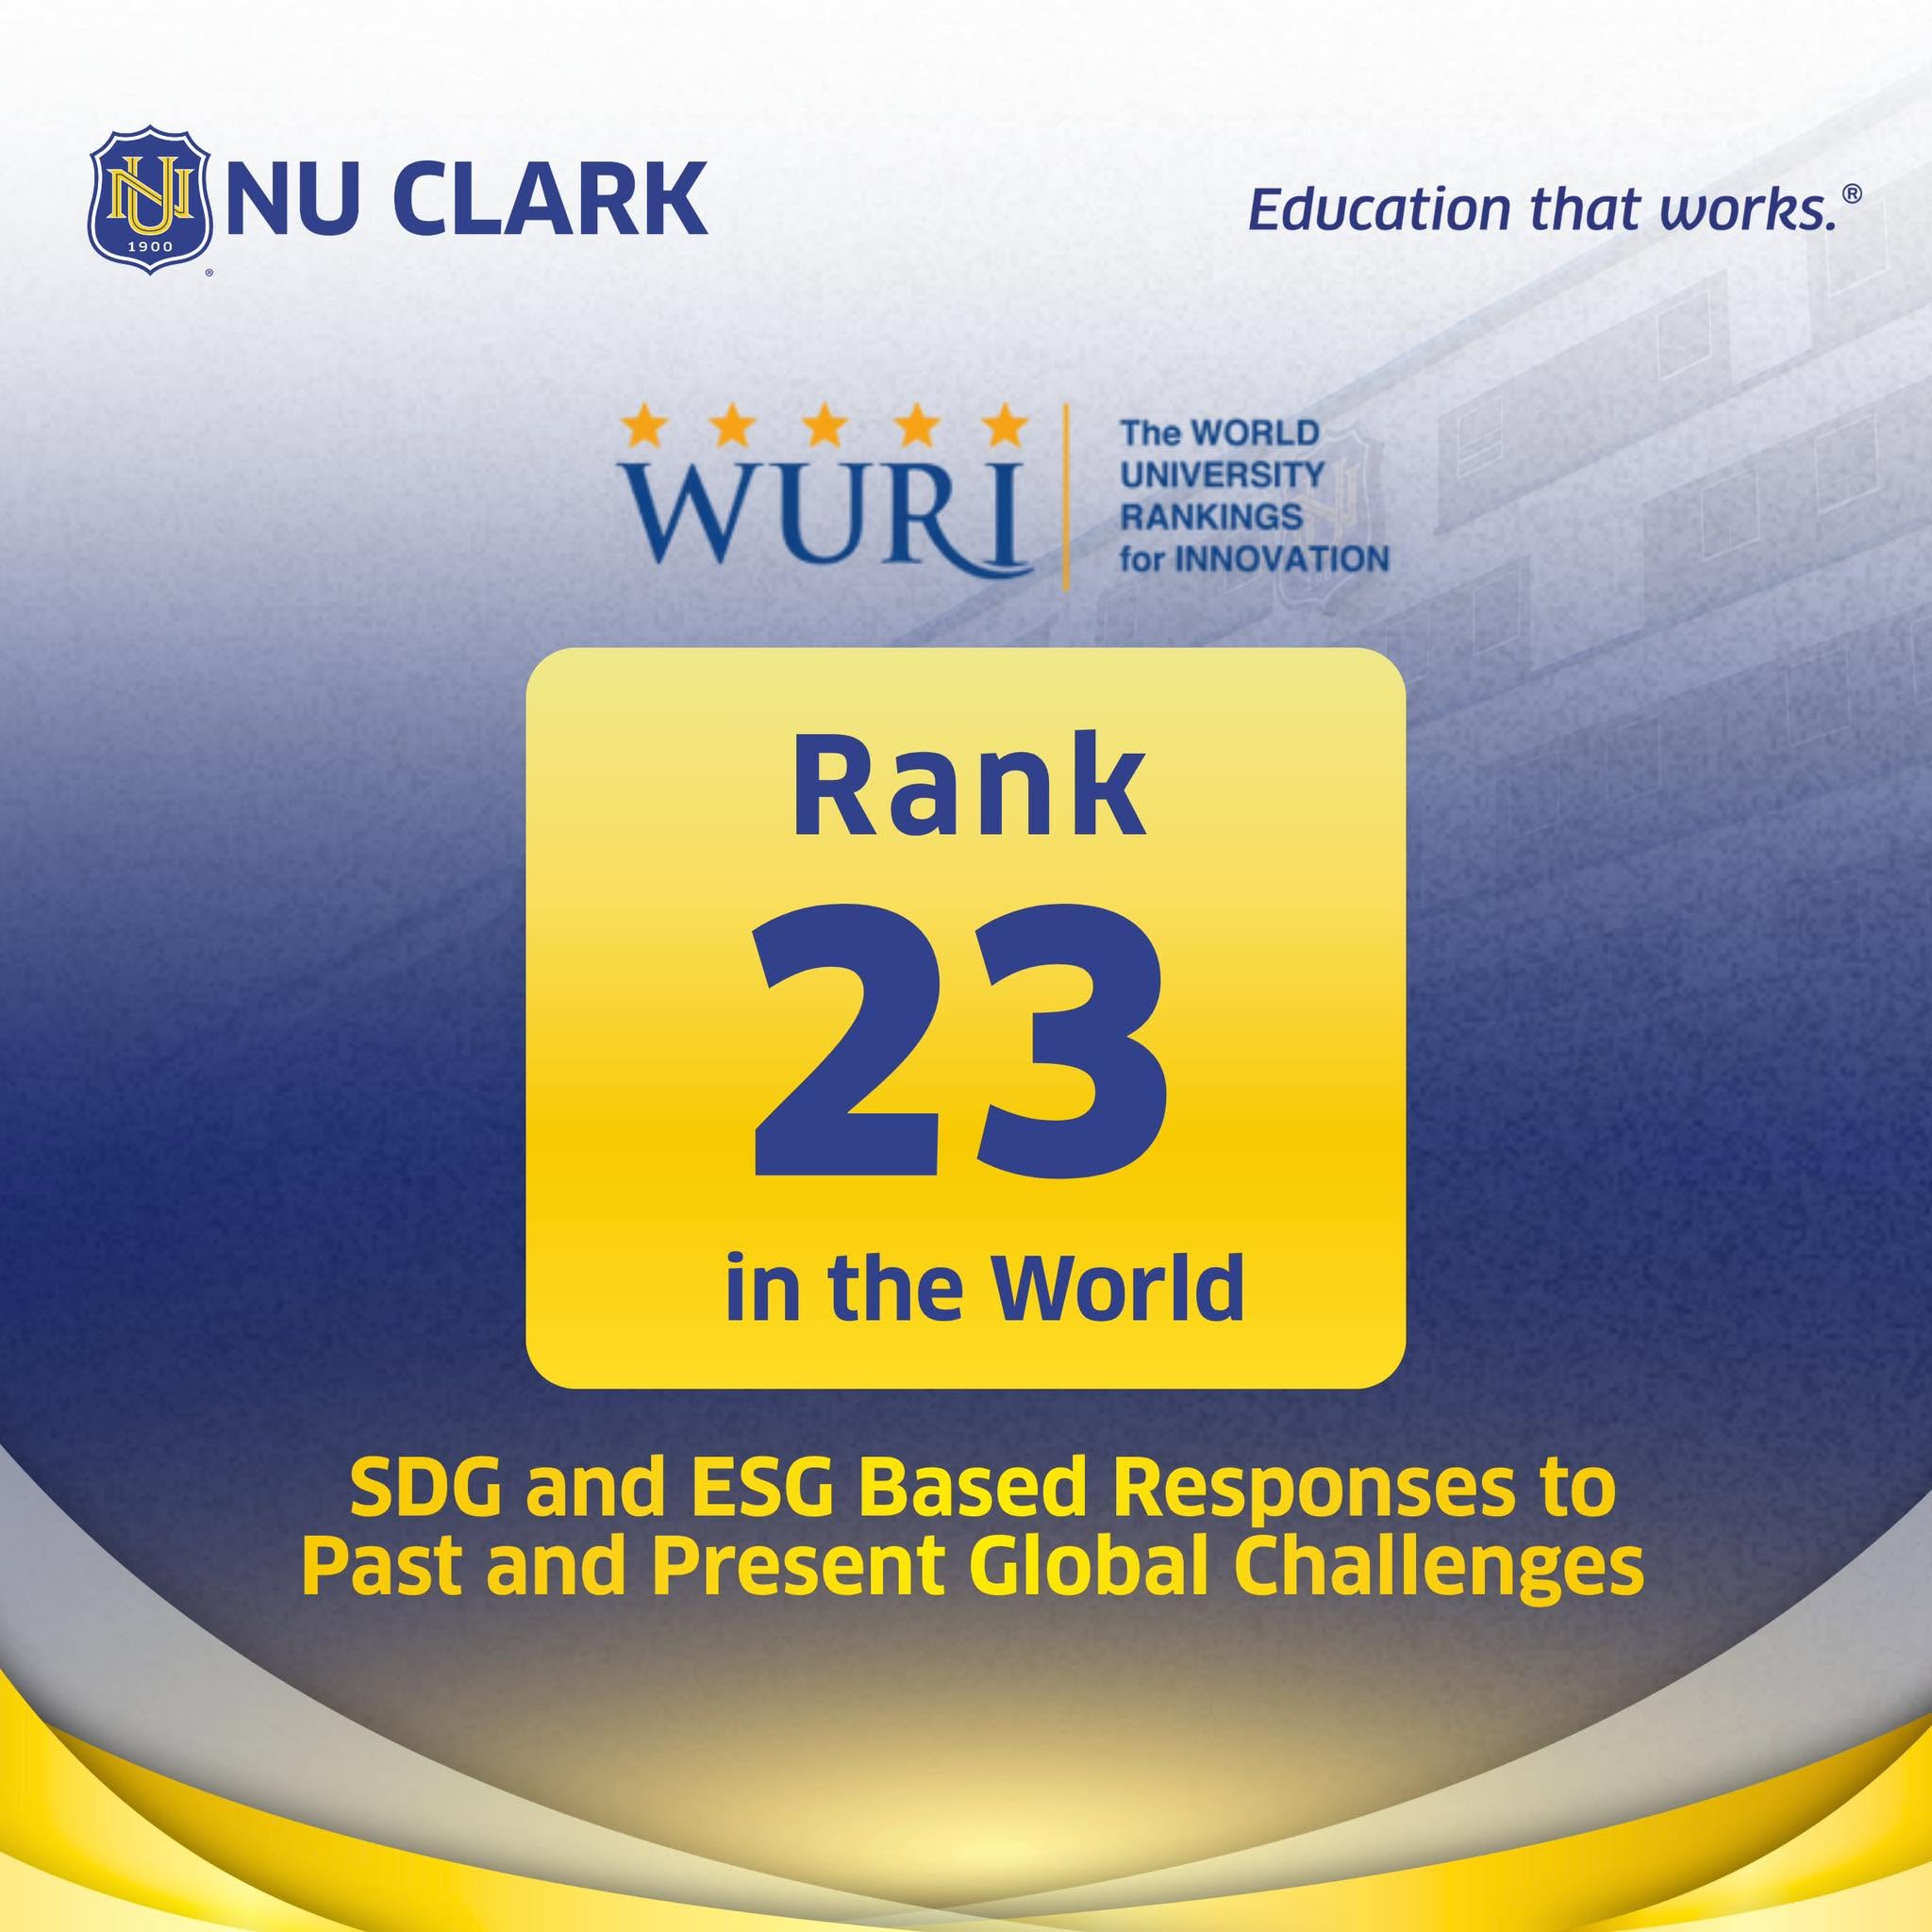 NU 1900 ®
NU CLARK
Education that works.®
WURI
The WORLD
UNIVERSITY
RANKINGS
for INNOVATION
Rank
23
in the World
SDG and ESG Based Responses to
Past and Present Global Challenges